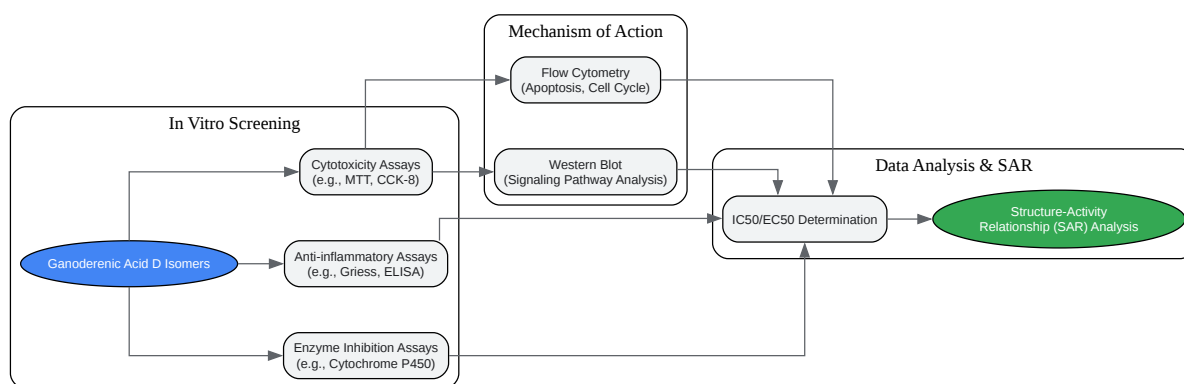 Mechanism of Action
Flow Cytometry
(Apoptosis, Cell Cycle)
In Vitro Screening
Cytotoxicity Assays
(e.g., MTT, CCK-8)
Western Blot
(Signaling Pathway Analysis)
Data Analysis & SAR
IC50/EC50 Determination
Structure-Activity
Relationship (SAR) Analysis
Ganoderenic Acid D Isomers
Anti-inflammatory Assays
(e.g., Griess, ELISA)
Enzyme Inhibition Assays
(e.g., Cytochrome P450)